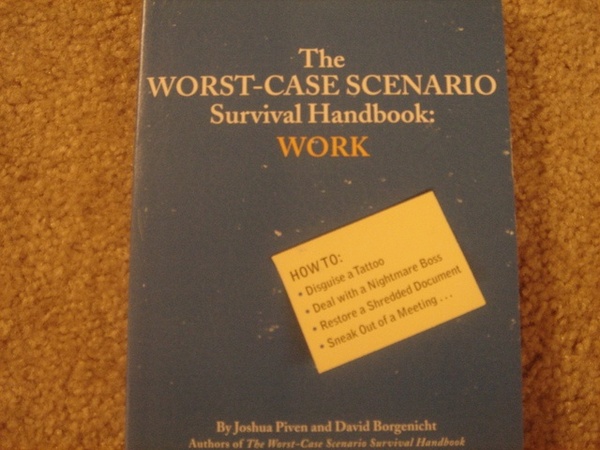 The
WORST-CASE SCENARIO
Survival Handbook:
WORK
HOW TO:
• Disguise a Tattoo
• Deal with a Nightmare Boss
• Restore a Shredded Document
• Sneak Out of a Meeting . . .
By Joshua Piven and David Borgenicht
Authors of The Worst-Case Scenario Survival Handbook